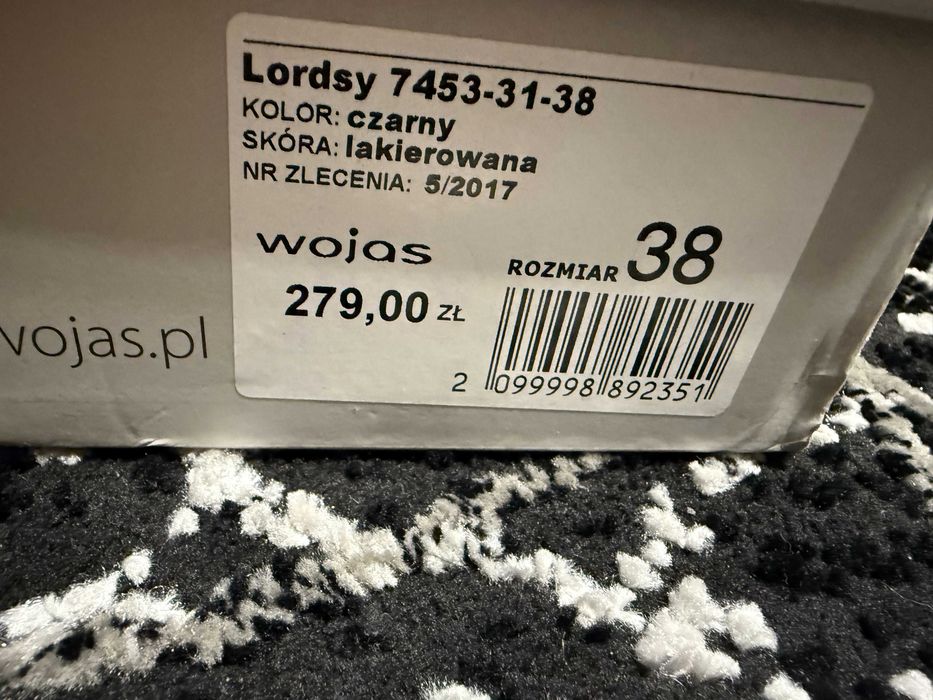 Lordsy 7453-31-38
KOLOR: czarny
SKÓRA: lakierowana
NR ZLECENIA: 5/2017
wojas
ROZMIAR 38
279,00 ZŁ
2 099998 892351
wojas.pl